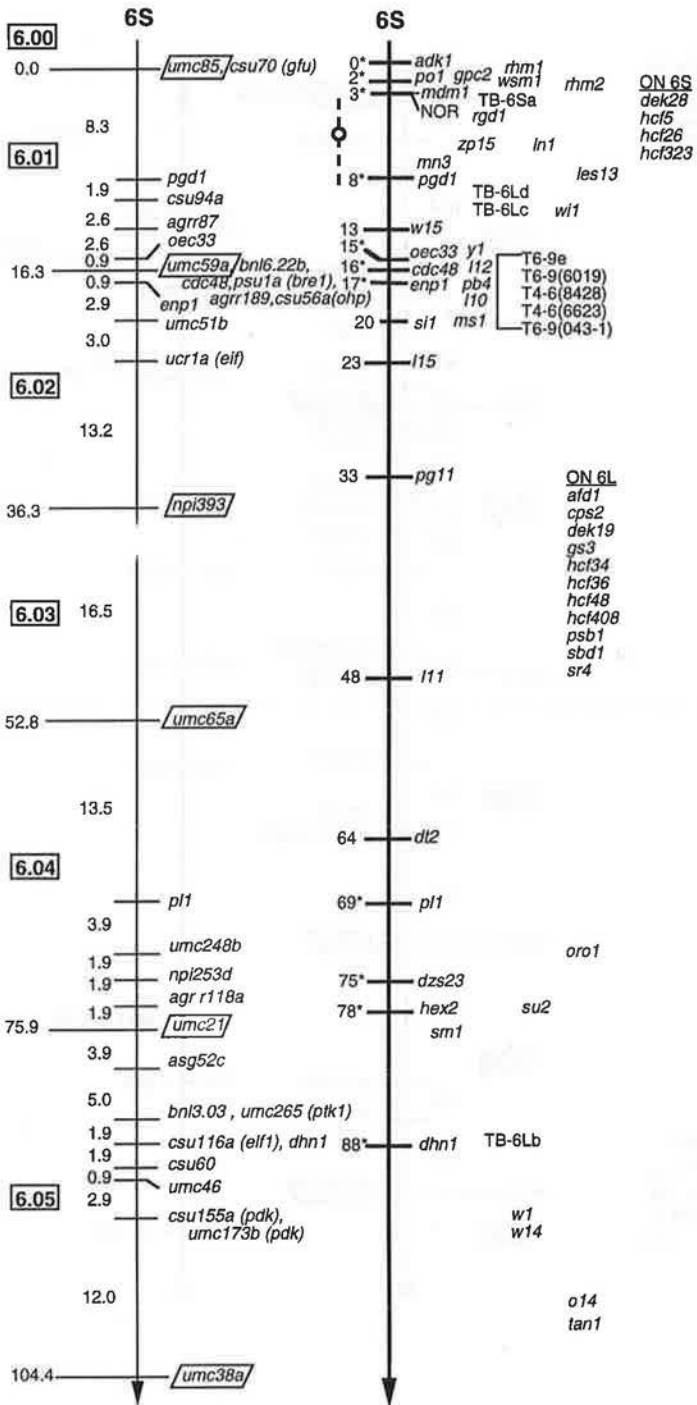 6S
6.00
0.0
umc85, csu70 (gfu)
8.3
6.01
pgd1
1.9
csu94a
2.6
agrr87
2.6
oec33
0.9
16.3
umc59a, bnl6.22b,
cdc48, psu1a (bre1),
0.9
enp1 agrr189, csu56a(ohp)
2.9
umc51b
3.0
ucr1a (eif)
6.02
13.2
36.3
npi393
6.03
16.5
52.8
umc65a
13.5
6.04
pl1
3.9
umc248b
1.9
npi253d
1.9
agr r118a
1.9
75.9
umc21
3.9
asg52c
5.0
bnl3.03 , umc265 (ptk1)
1.9
csu116a (elf1), dhn1
1.9
csu60
0.9
umc46
6.05
2.9
csu155a (pdk),
umc173b (pdk)
12.0
104.4
umc38a
6S
0* adk1 rhm1
2* po1 gpc2 wsm1 rhm2
3* mdm1 TB-6Sa
NOR rgd1
zp15 ln1
mn3 les13
8* pgd1
TB-6Ld
TB-6Lc wi1
13 w15
15* oec33 y1
16* cdc48 l12
17* enp1 pb4
l10
20 si1 ms1
T6-9e
T6-9(6019)
T4-6(8428)
T4-6(6623)
T6-9(043-1)
23 l15
33 pg11
48 l11
64 dt2
69* pl1
oro1
75* dzs23
78* hex2 su2
sm1
88* dhn1 TB-6Lb
w1
w14
o14
tan1
ON 6S
dek28
hcf5
hcf26
hcf323
ON 6L
afd1
cps2
dek19
gs3
hcf34
hcf36
hcf48
hcf408
psb1
sbd1
sr4